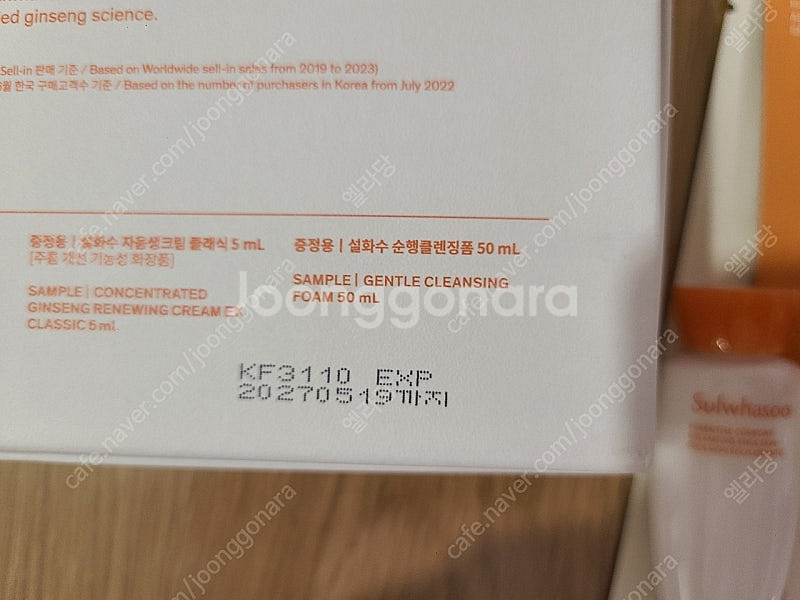 ed ginseng science.
Sell-in 판매 기준 / Based on Worldwide sell-in sales from 2019 to 2023)
월 한국 구매고객수 기준 / Based on the number of purchasers in Korea from July 2022
증정용 | 설화수 자음생크림 클래식 5 mL
[주름 개선 기능성 화장품]
SAMPLE | CONCENTRATED
GINSENG RENEWING CREAM EX
CLASSIC 5 mL
증정용 | 설화수 순행클렌징폼 50 mL
SAMPLE | GENTLE CLEANSING
FOAM 50 mL
KF3110 EXP
20270519까지
Sulwhasoo
Joonggonara
cafe.naver.com/joonggonara
엘라당